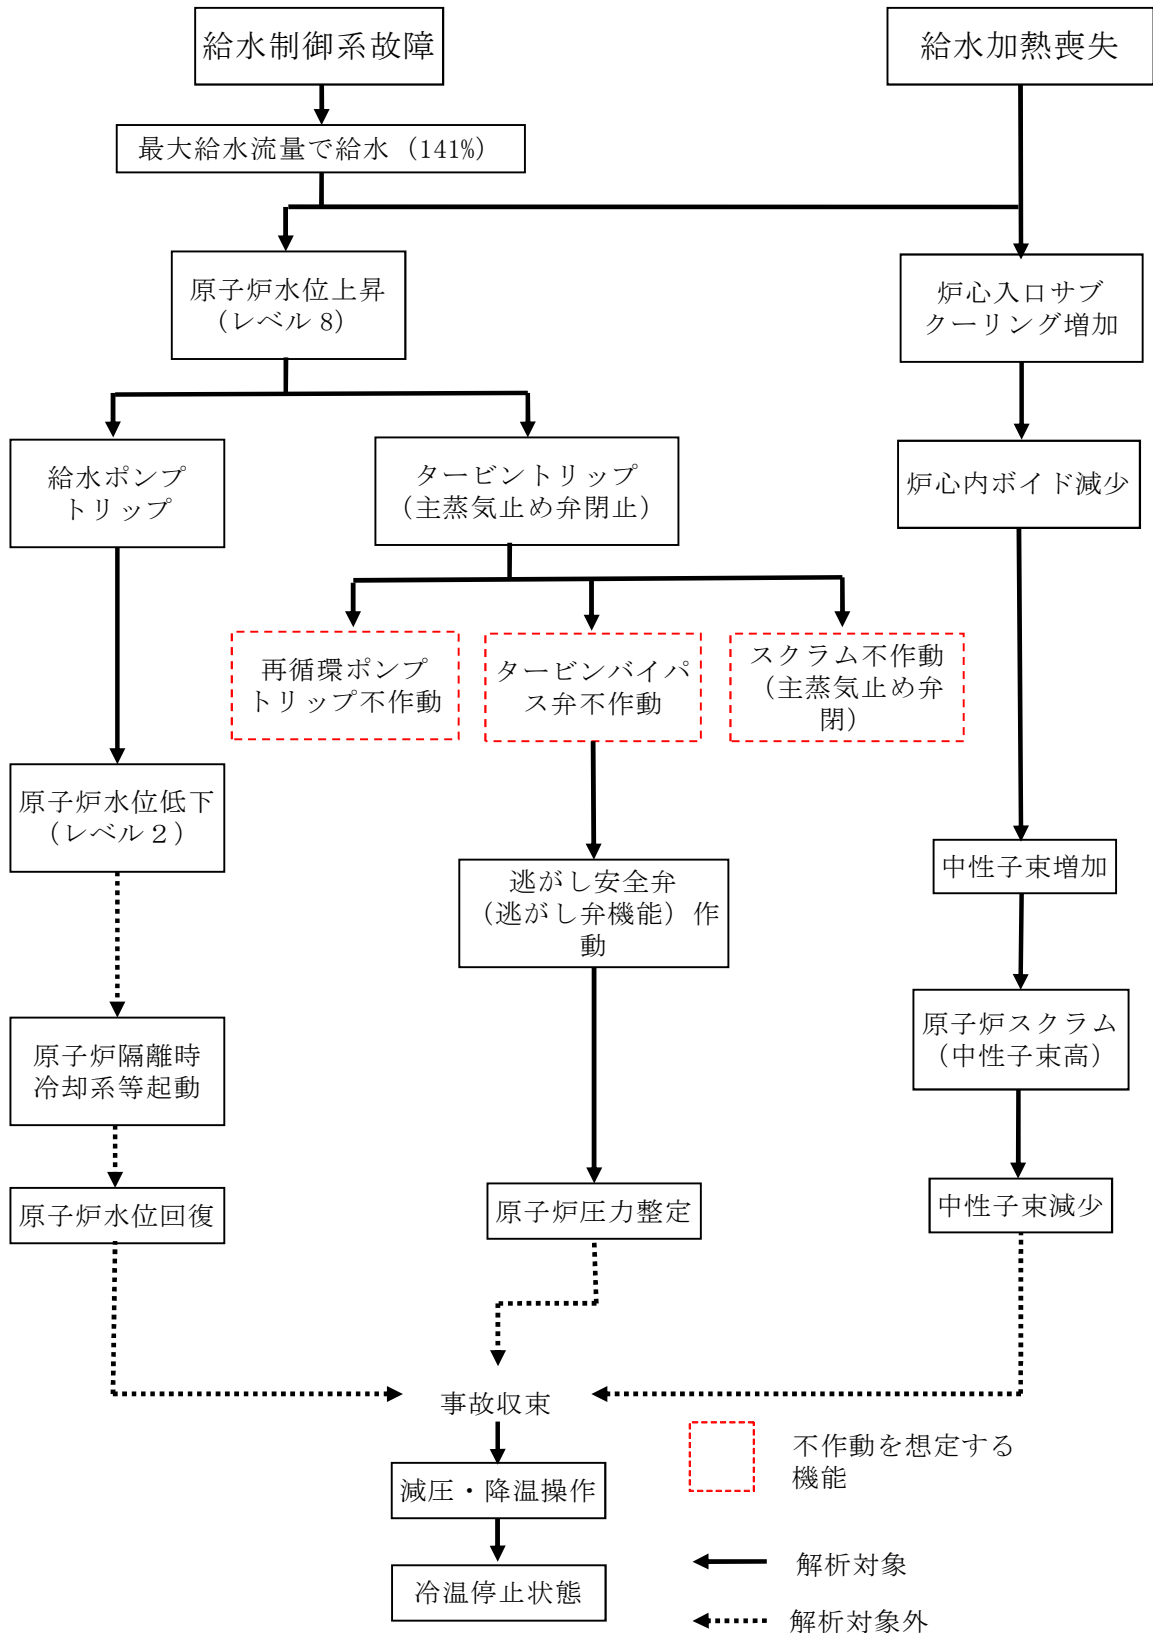 給水制御系故障
給水加熱喪失
最大給水流量で給水（141%）
原子炉水位上昇
（レベル 8）
炉心入口サブ
クーリング増加
給水ポンプ
トリップ
タービントリップ
（主蒸気止め弁閉止）
炉心内ボイド減少
再循環ポンプ
トリップ不作動
タービンバイパ
ス弁不作動
スクラム不作動
（主蒸気止め弁
閉）
原子炉水位低下
（レベル２）
逃がし安全弁
（逃がし弁機能）作
動
中性子束増加
原子炉隔離時
冷却系等起動
原子炉スクラム
（中性子束高）
原子炉水位回復
原子炉圧力整定
中性子束減少
事故収束
減圧・降温操作
冷温停止状態
不作動を想定する
機能
解析対象
解析対象外